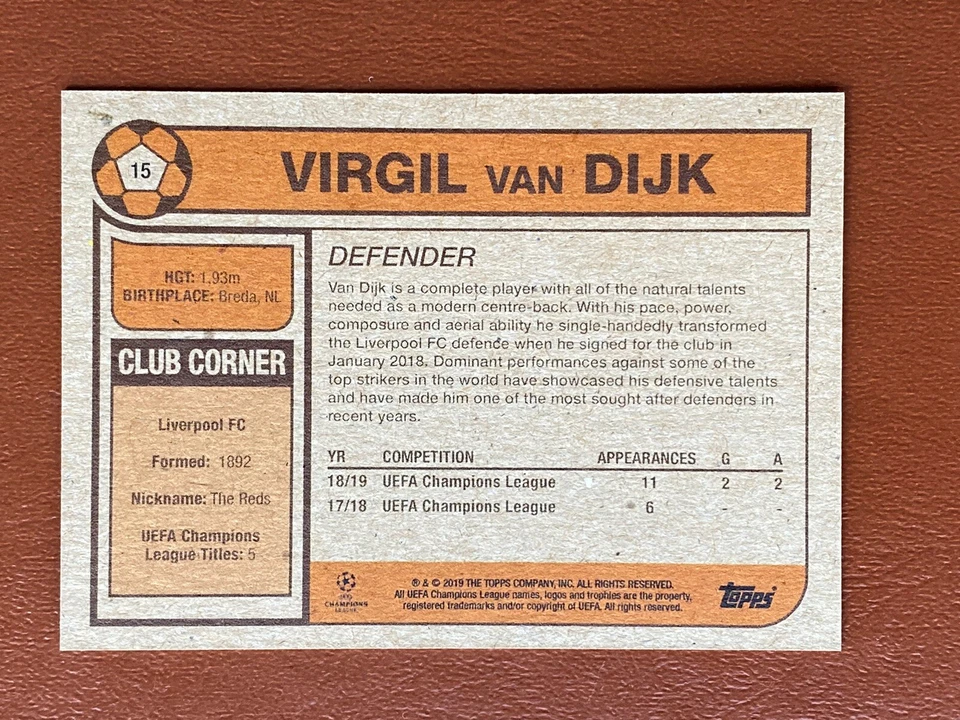 15
VIRGIL VAN DIJK
HGT: 1.93m
BIRTHPLACE: Breda, NL
CLUB CORNER
Liverpool FC
Formed: 1892
Nickname: The Reds
UEFA Champions
League Titles: 5
DEFENDER
Van Dijk is a complete player with all of the natural talents
needed as a modern centre-back. With his pace, power,
composure and aerial ability he single-handedly transformed
the Liverpool FC defence when he signed for the club in
January 2018. Dominant performances against some of the
top strikers in the world have showcased his defensive talents
and have made him one of the most sought after defenders in
recent years.
YR COMPETITION APPEARANCES G A
18/19 UEFA Champions League 11 2 2
17/18 UEFA Champions League 6 - -
UEFA
CHAMPIONS
LEAGUE
® & © 2019 THE TOPPS COMPANY, INC. ALL RIGHTS RESERVED.
All UEFA Champions League names, logos and trophies are the property,
registered trademarks and/or copyright of UEFA. All rights reserved.
topps